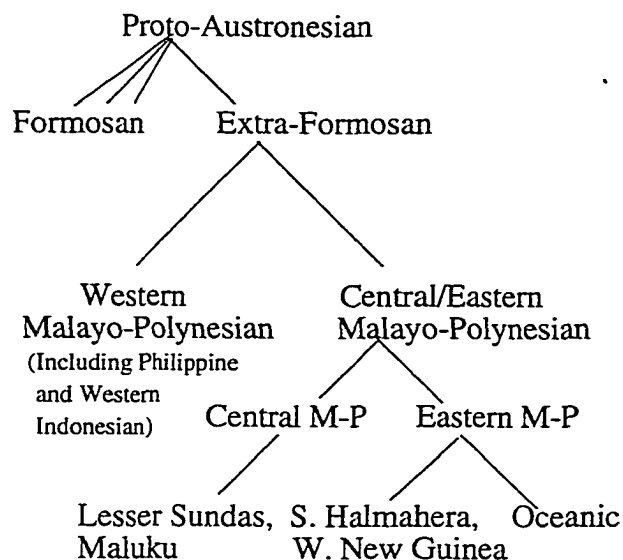 Proto-Austronesian
Formosan
Extra-Formosan
Western
Malayo-Polynesian
(Including Philippine
and Western
Indonesian)
Central/Eastern
Malayo-Polynesian
Central M-P
Eastern M-P
Lesser Sundas,
Maluku
S. Halmahera,
W. New Guinea
Oceanic